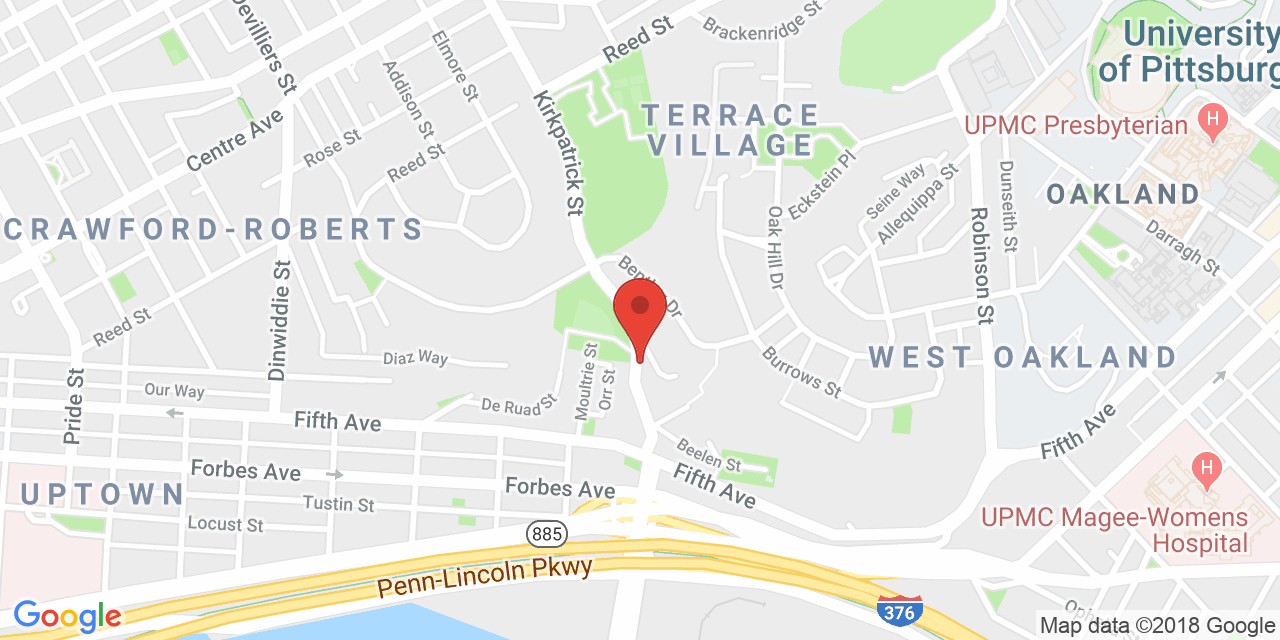 Brackenridge St
University
of Pittsburg
Devilliers St
Elmore St
Reed St
Addison St
Kirkpatrick St
TERRACE
VILLAGE
UPMC Presbyterian
H
Centre Ave
Rose St
Reed St
Eckstein Pl
Seine Way
Allequippa St
Dunseith St
OAKLAND
CRAWFORD-ROBERTS
Oak Hill Dr
Robinson St
Darragh St
Dr
Reed St
Dinwiddie St
Diaz Way
Burrows St
WEST OAKLAND
Pride St
Our Way
De Ruad St
Moultrie St
Orr St
Fifth Ave
Fifth Ave
Beelen St
Forbes Ave
Forbes Ave
Fifth Ave
H
UPTOWN
Tustin St
Locust St
885
UPMC Magee-Womens
Hospital
Penn-Lincoln Pkwy
376
Google
Map data ©2018 Google